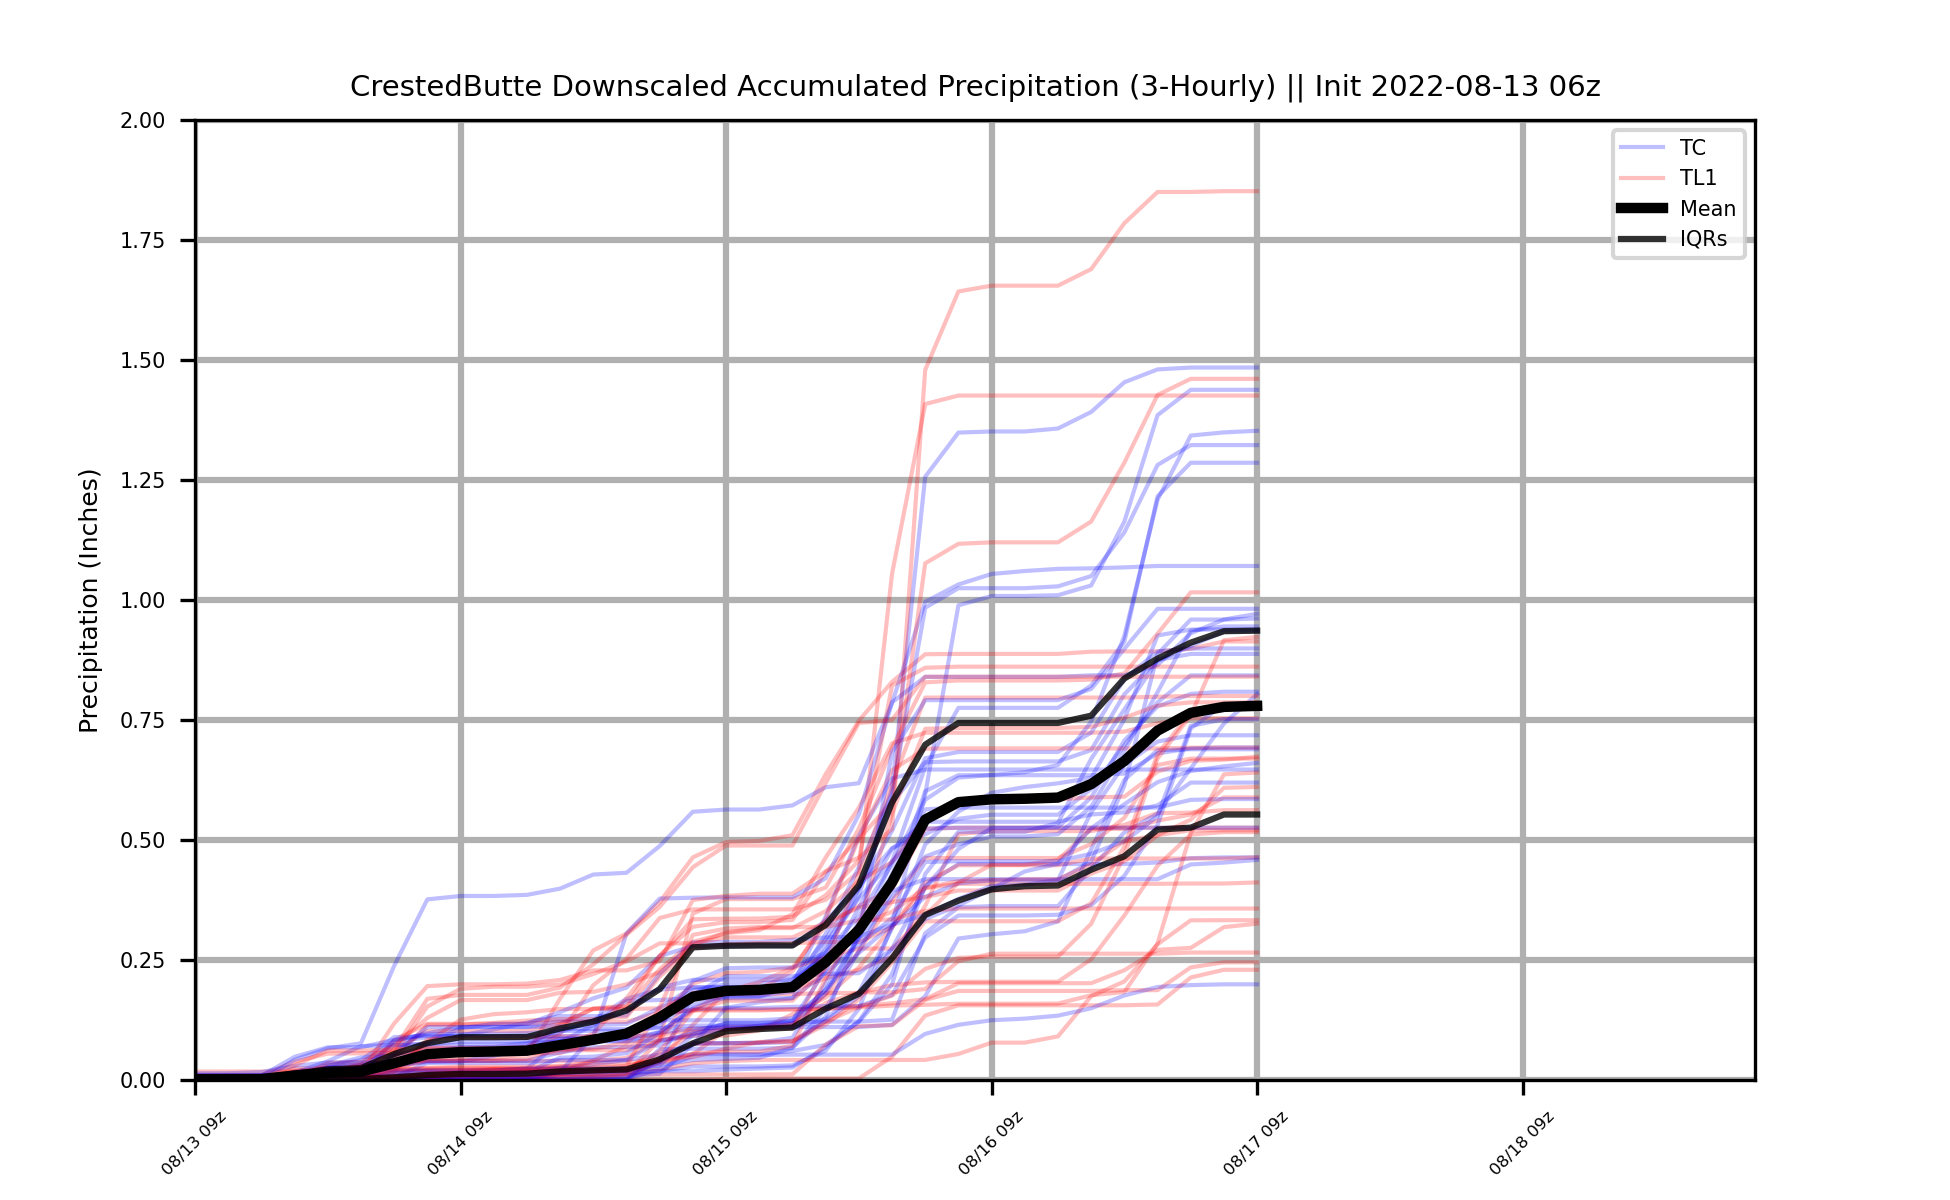 CrestedButte Downscaled Accumulated Precipitation (3-Hourly) || Init 2022-08-13 06z
TC
TL1
Mean
IQRs
Precipitation (Inches)
2.00
1.75
1.50
1.25
1.00
0.75
0.50
0.25
0.00
08/13 09z
08/14 09z
08/15 09z
08/16 09z
08/17 09z
08/18 09z